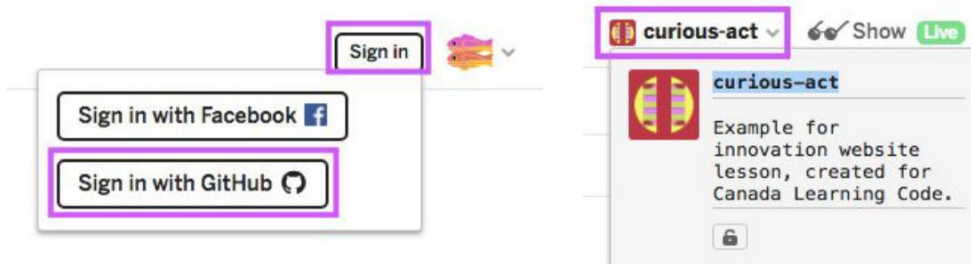 Sign in
Sign in with Facebook
Sign in with GitHub
curious-act
Show Live
curious-act
Example for
innovation website
lesson, created for
Canada Learning Code.